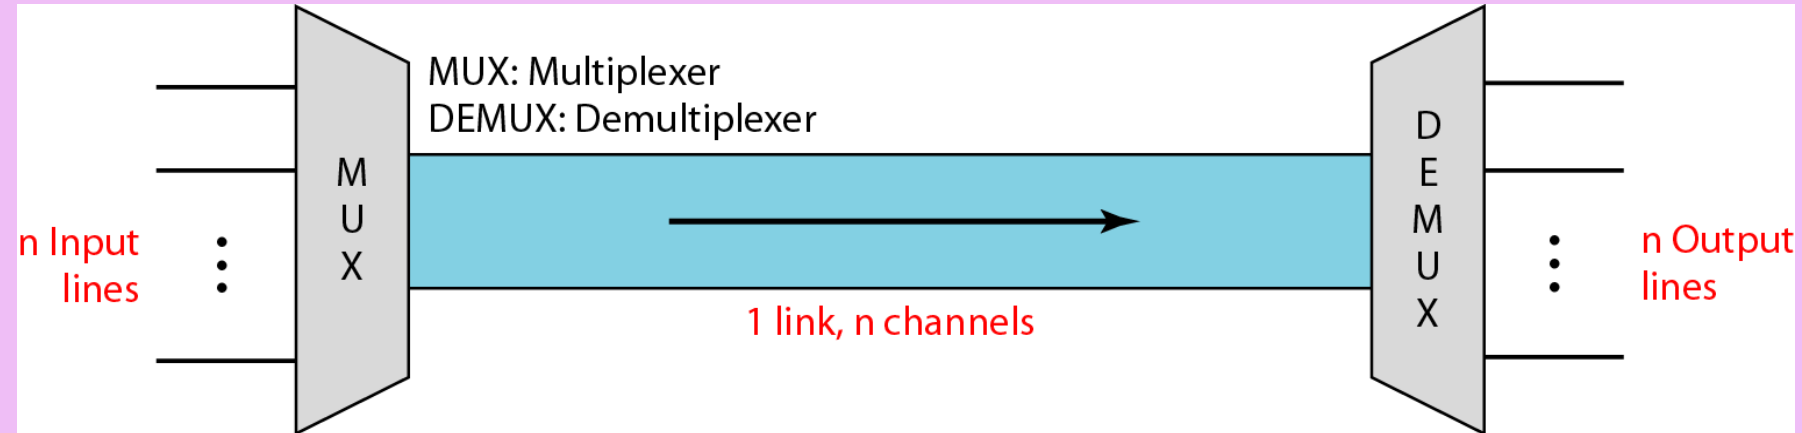 MUX: Multiplexer
DEMUX: Demultiplexer
M
U
X
D
E
M
U
X
n Input
lines
n Output
lines
1 link, n channels